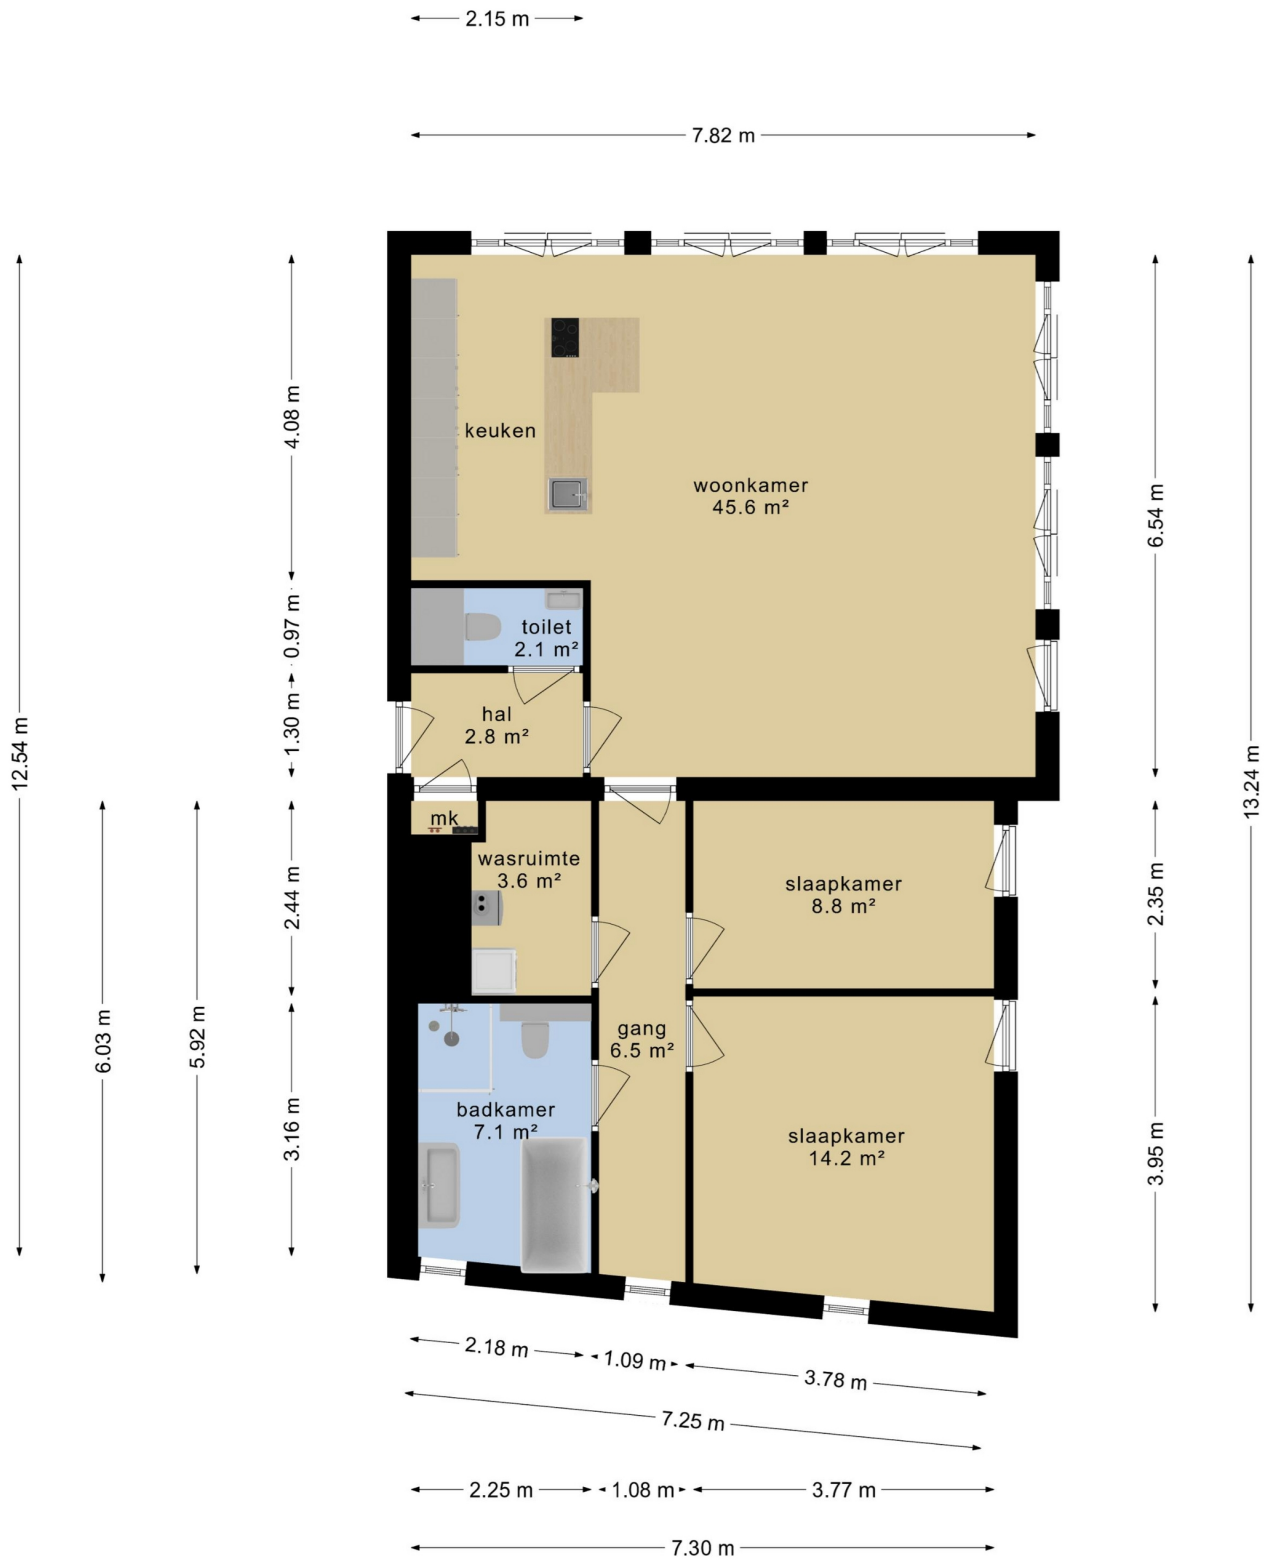 2.15 m
7.82 m
keuken
woonkamer
45.6 m²
4.08 m
6.54 m
toilet
2.1 m²
0.97 m
hal
2.8 m²
1.30 m
12.54 m
13.24 m
mk
wasruimte
3.6 m²
slaapkamer
8.8 m²
2.44 m
2.35 m
gang
6.5 m²
6.03 m
5.92 m
badkamer
7.1 m²
slaapkamer
14.2 m²
3.16 m
3.95 m
2.18 m
1.09 m
3.78 m
7.25 m
2.25 m
1.08 m
3.77 m
7.30 m